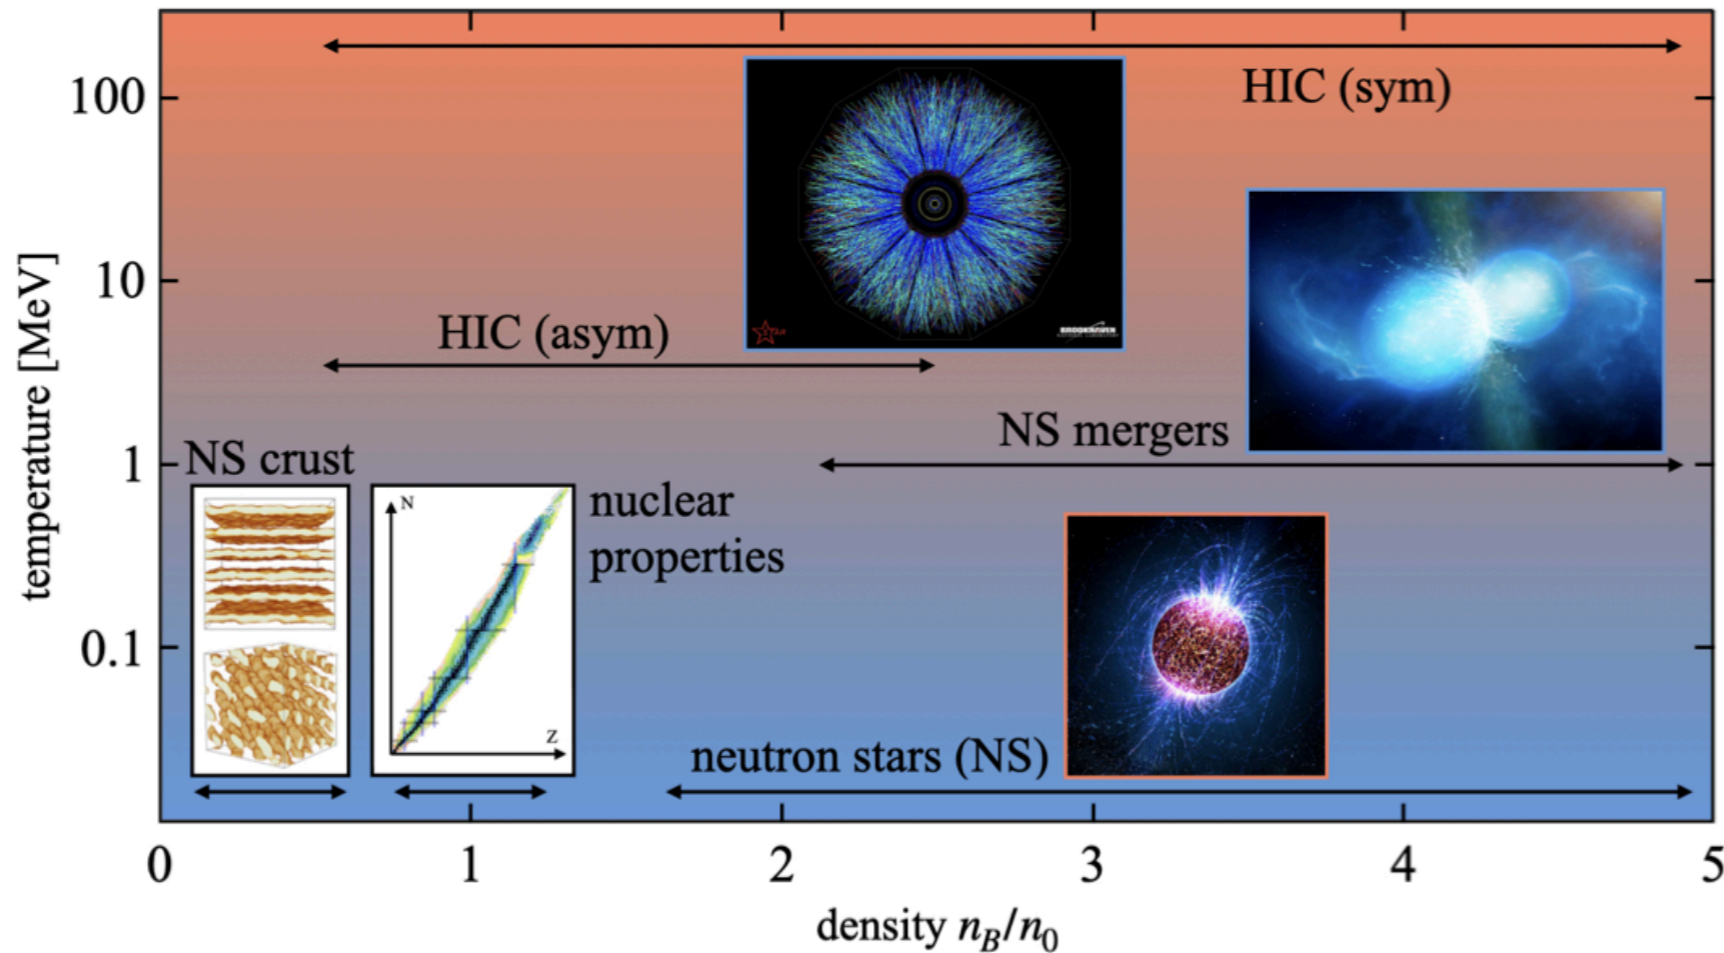 HIC (sym)
100
10
HIC (asym)
NS mergers
1
NS crust
N
Z
nuclear
properties
0.1
neutron stars (NS)
temperature [MeV]
0
1
2
3
4
5
density n_B/n_0
BROOKHAVEN